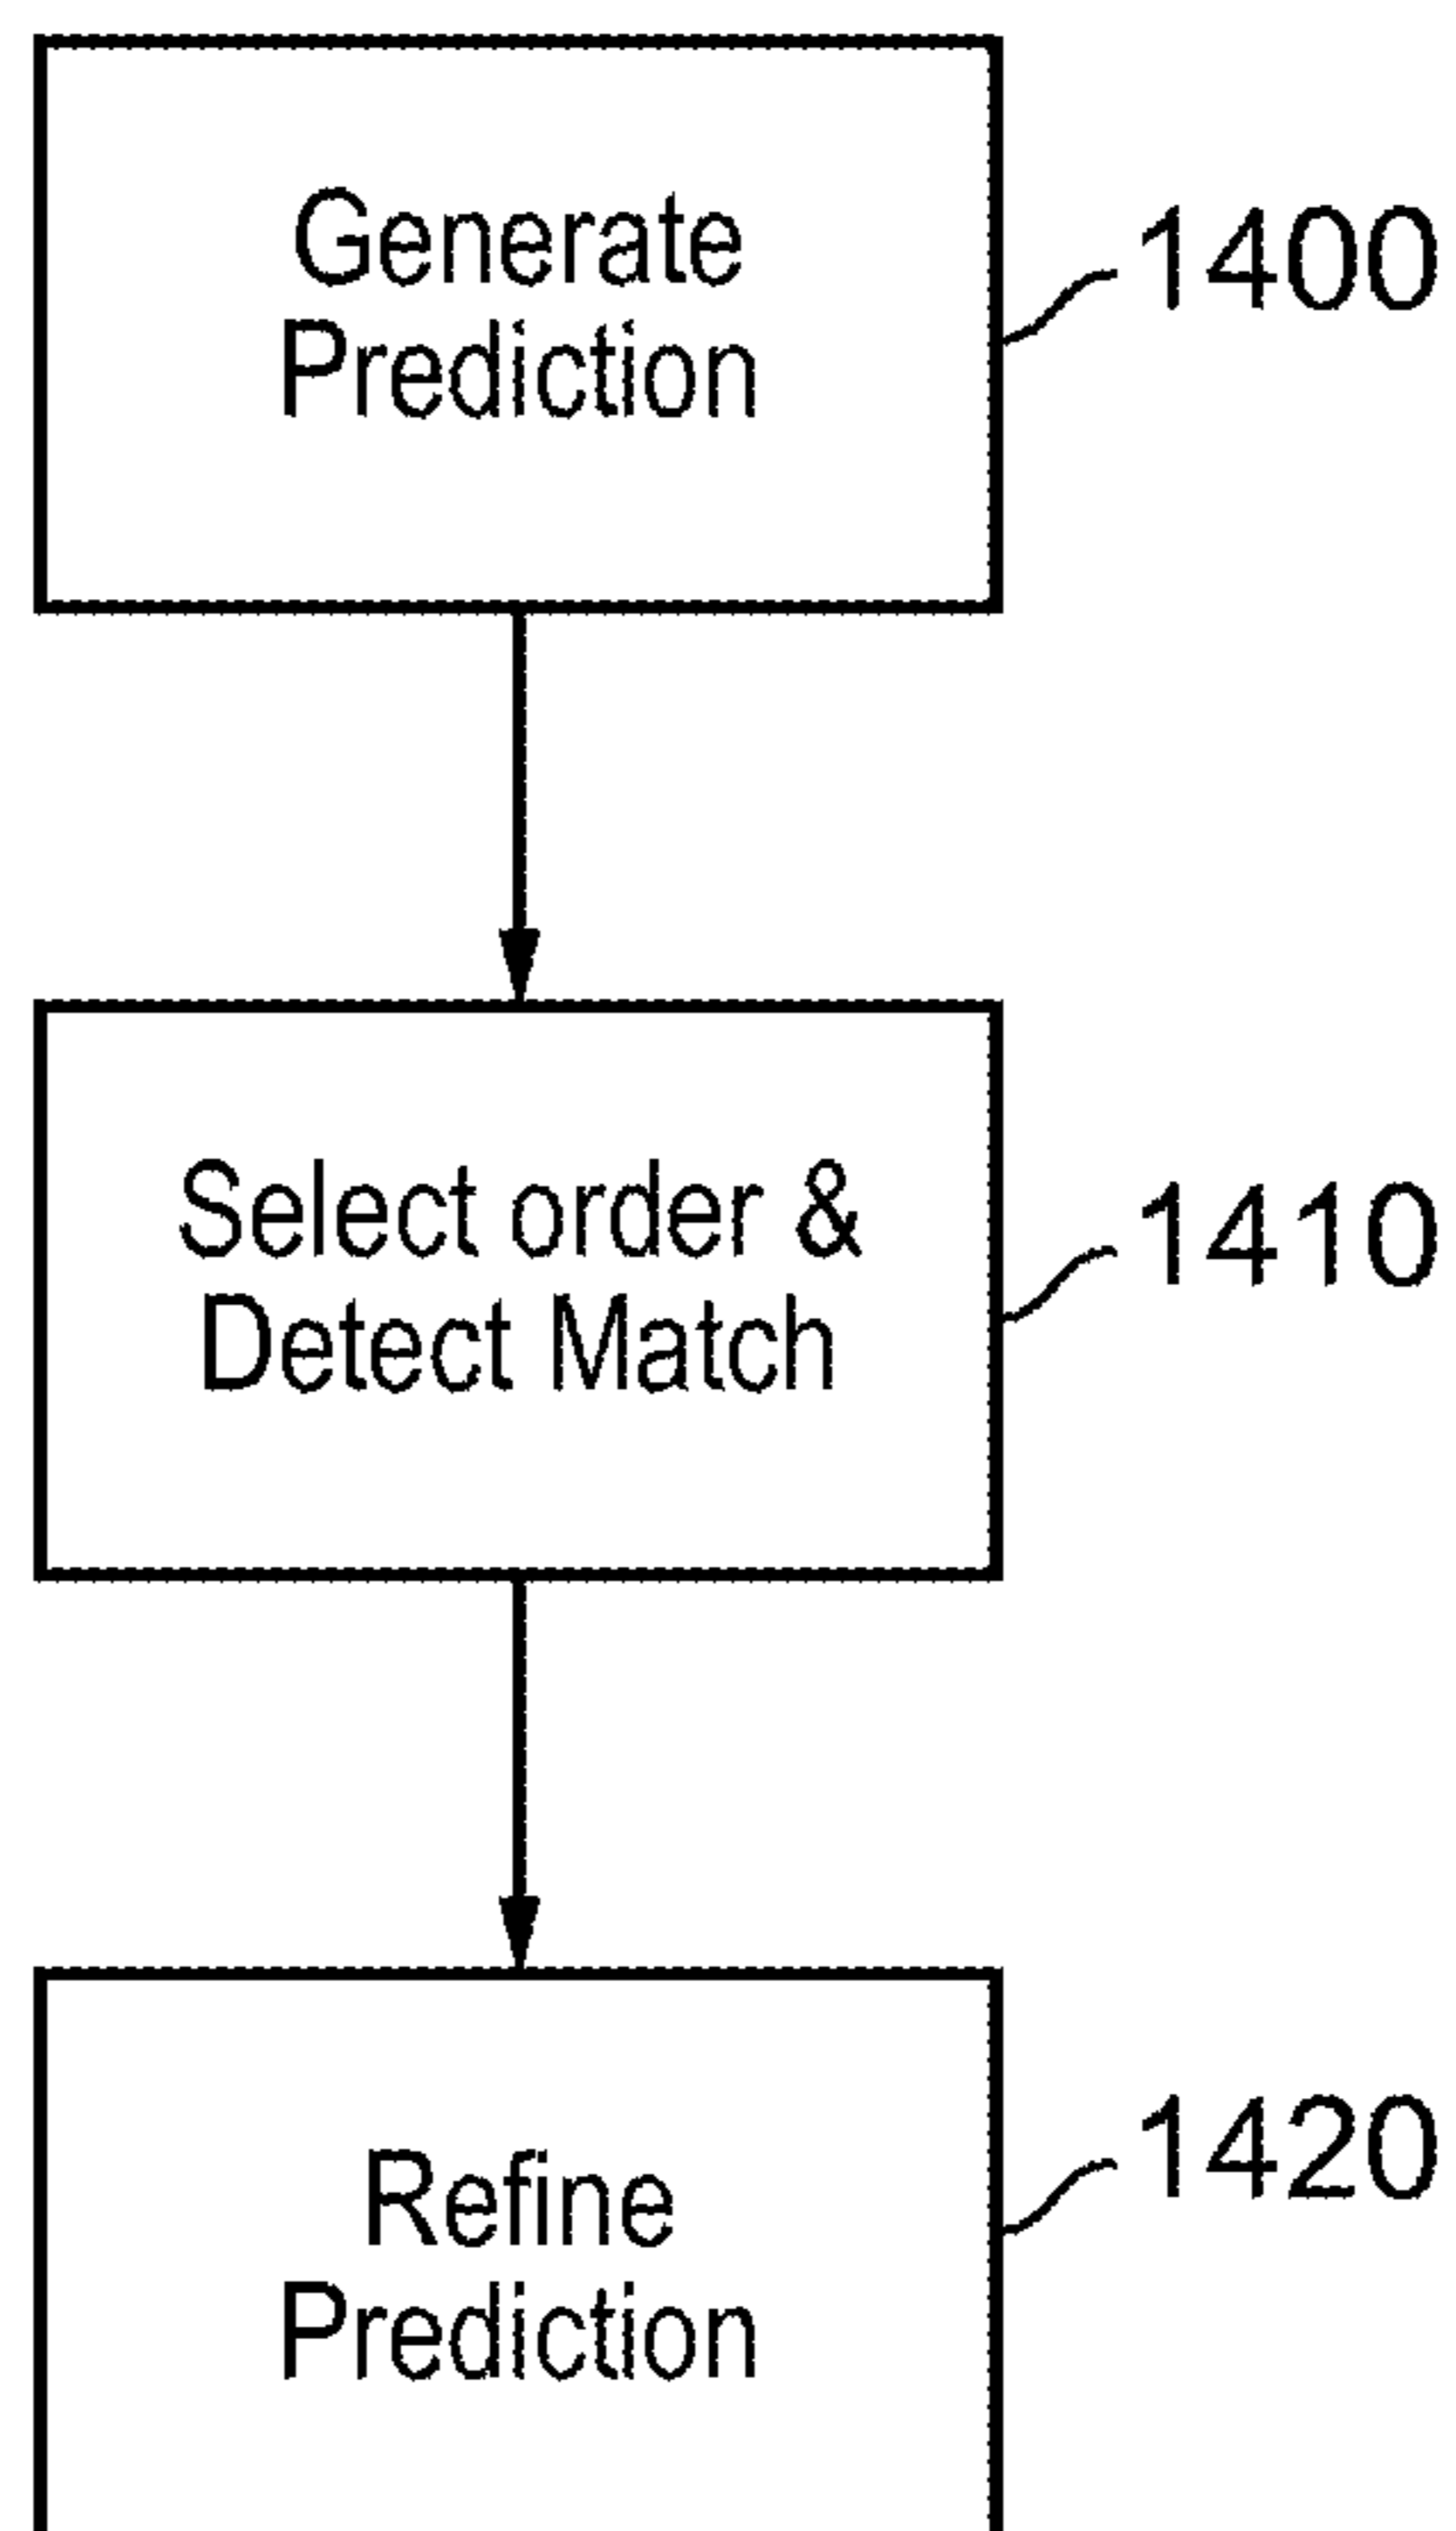 Generate
Prediction
1400
Select order &
Detect Match
1410
Refine
Prediction
1420